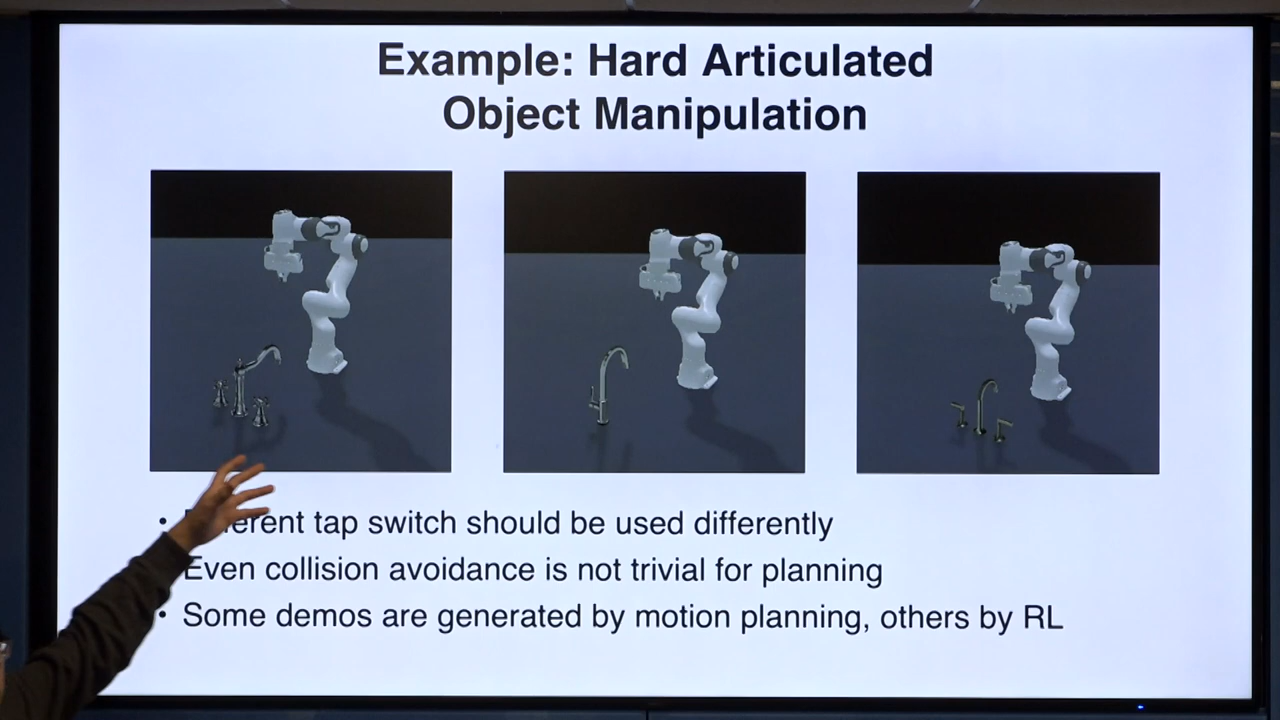 Example: Hard Articulated
Object Manipulation
• Different tap switch should be used differently
Even collision avoidance is not trivial for planning
• Some demos are generated by motion planning, others by RL